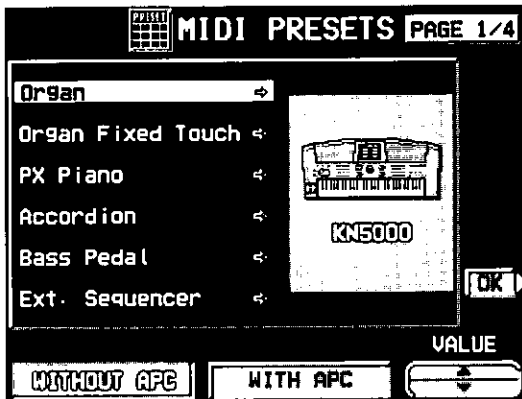 PRESET
MIDI PRESETS PAGE 1/4
Organ
Organ Fixed Touch
PX Piano
Accordion
Bass Pedal
Ext. Sequencer
KN5000
OK
VALUE
WITHOUT APC
WITH APC